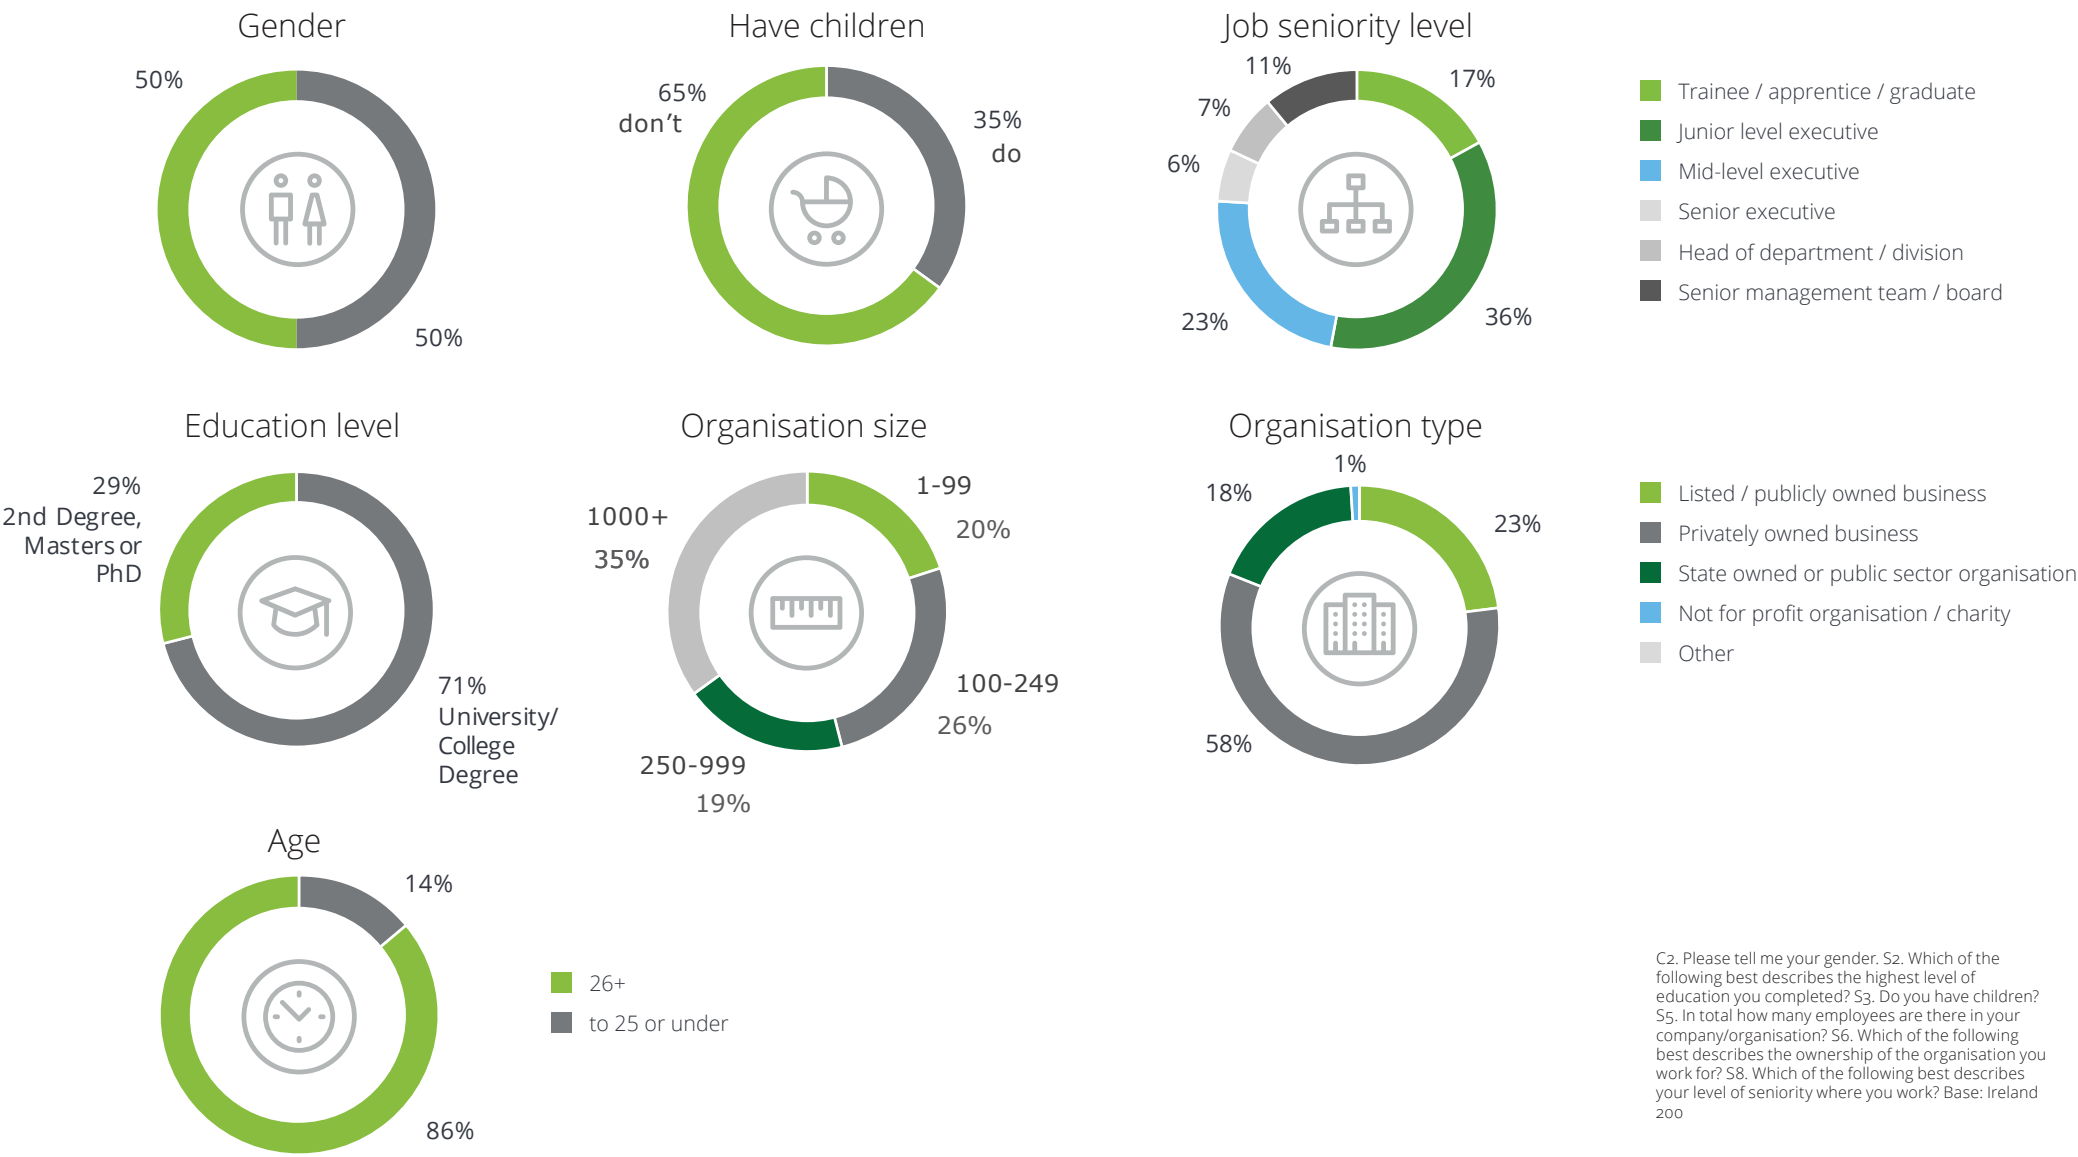 Gender
50%
50%
Have children
65%
don’t
35%
do
Job seniority level
11%
17%
7%
6%
23%
36%
Trainee / apprentice / graduate
Junior level executive
Mid-level executive
Senior executive
Head of department / division
Senior management team / board
Education level
29%
2nd Degree,
Masters or
PhD
71%
University/
College
Degree
Organisation size
1-99
20%
1000+
35%
100-249
26%
250-999
19%
Organisation type
1%
18%
23%
58%
Listed / publicly owned business
Privately owned business
State owned or public sector organisation
Not for profit organisation / charity
Other
Age
14%
86%
26+
to 25 or under
C2. Please tell me your gender. S2. Which of the
following best describes the highest level of
education you completed? S3. Do you have children?
S5. In total how many employees are there in your
company/organisation? S6. Which of the following
best describes the ownership of the organisation you
work for? S8. Which of the following best describes
your level of seniority where you work? Base: Ireland
200